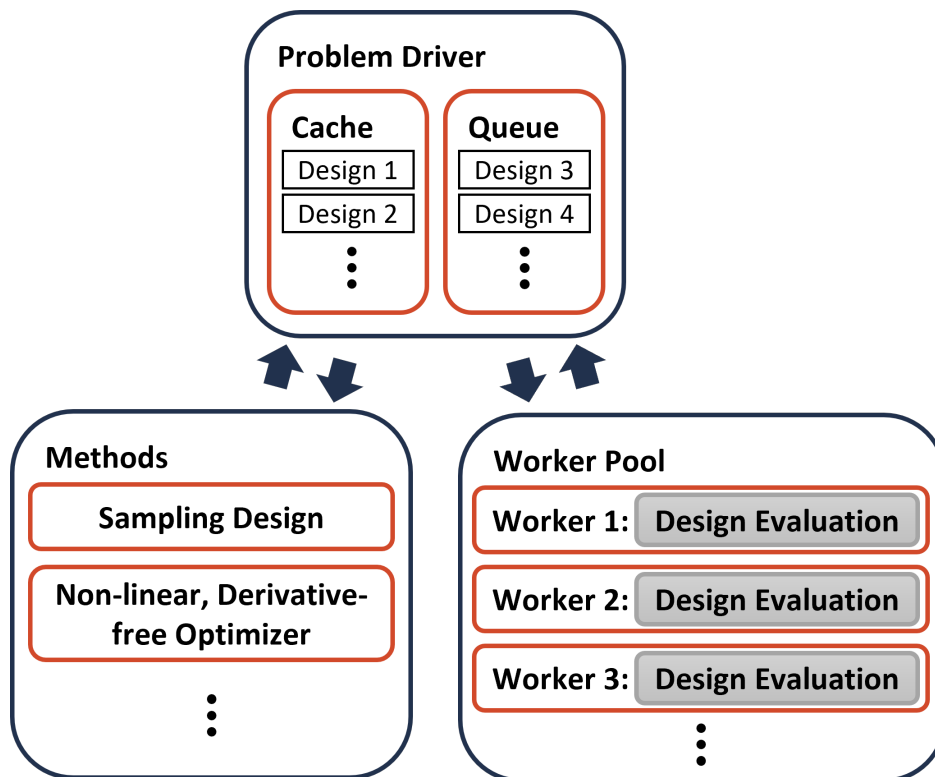 Problem Driver
Cache
Design 1
Design 2
Queue
Design 3
Design 4
Methods
Sampling Design
Non-linear, Derivative-
free Optimizer
Worker Pool
Worker 1: Design Evaluation
Worker 2: Design Evaluation
Worker 3: Design Evaluation